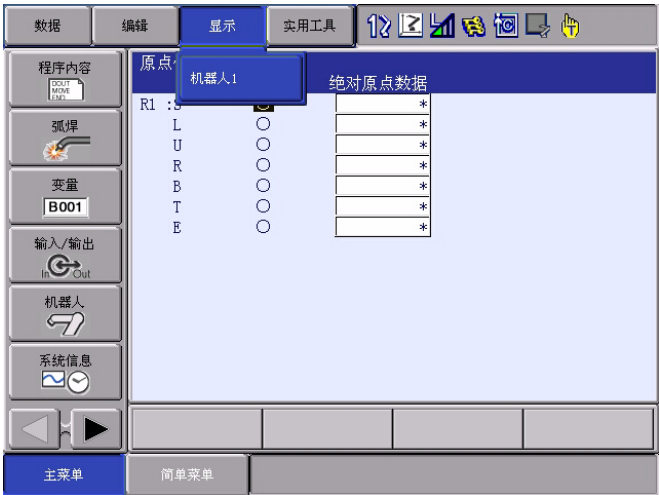 数据 编辑 显示 实用工具
程序内容
DOUT
MOVE
END
弧焊
变量
B001
输入/输出
In Out
机器人
系统信息
原点
机器人1
绝对原点数据
R1 :S *
L *
U *
R *
B *
T *
E *
主菜单 简单菜单